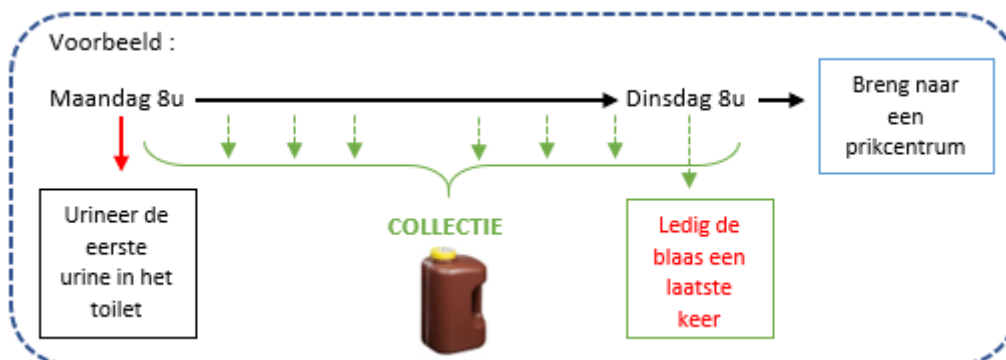 Voorbeeld :
Maandag 8u
Dinsdag 8u
Breng naar
een
prikcentrum
Urineer de
eerste
urine in het
toilet
COLLECTIE
Ledig de
blaas een
laatste
keer